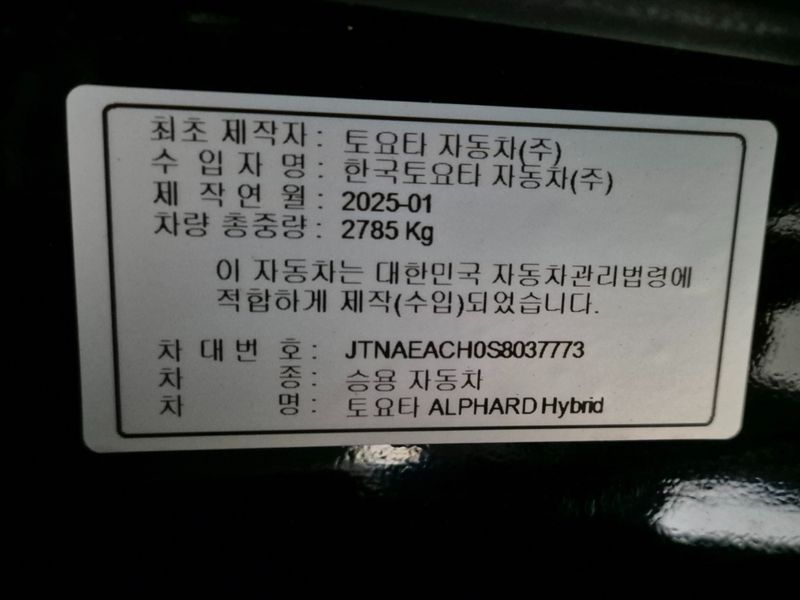 최초 제작자 : 토요타 자동차(주)
수 입 자 명 : 한국토요타 자동차(주)
제 작 연 월 : 2025-01
차량 총중량 : 2785 Kg
이 자동차는 대한민국 자동차관리법령에
적합하게 제작(수입)되었습니다.
차 대 번 호 : JTNAEACH0S8037773
차 종 : 승용 자동차
차 명 : 토요타 ALPHARD Hybrid